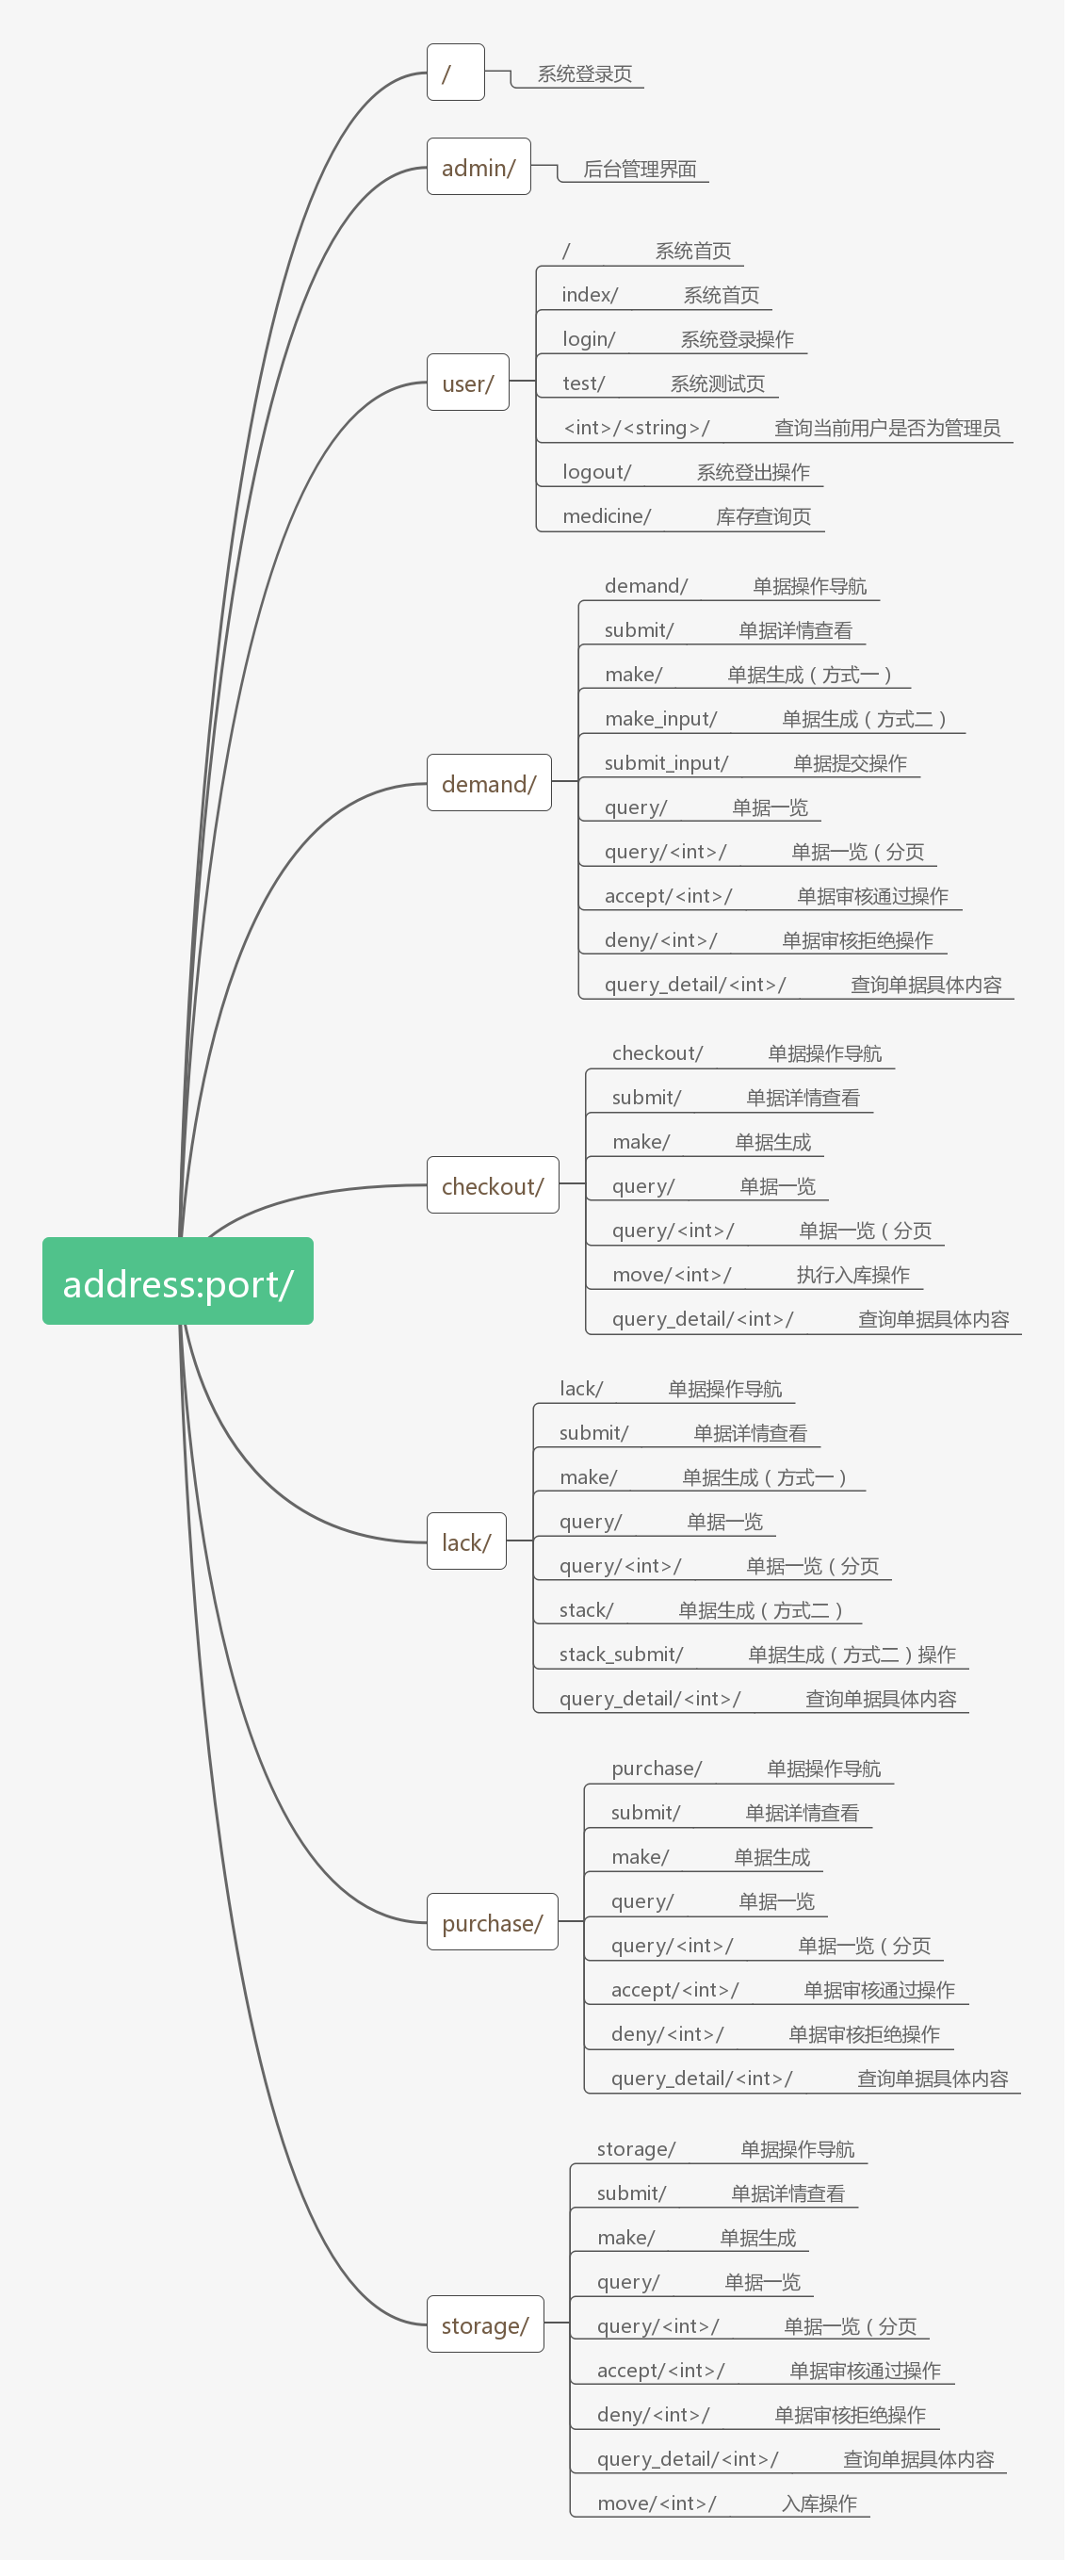 address:port/
/ 系统登录页
admin/ 后台管理界面
user/
/ 系统首页
index/ 系统首页
login/ 系统登录操作
test/ 系统测试页
<int>/<string>/ 查询当前用户是否为管理员
logout/ 系统登出操作
medicine/ 库存查询页
demand/
demand/ 单据操作导航
submit/ 单据详情查看
make/ 单据生成（方式一）
make_input/ 单据生成（方式二）
submit_input/ 单据提交操作
query/ 单据一览
query/<int>/ 单据一览（分页
accept/<int>/ 单据审核通过操作
deny/<int>/ 单据审核拒绝操作
query_detail/<int>/ 查询单据具体内容
checkout/
checkout/ 单据操作导航
submit/ 单据详情查看
make/ 单据生成
query/ 单据一览
query/<int>/ 单据一览（分页
move/<int>/ 执行入库操作
query_detail/<int>/ 查询单据具体内容
lack/
lack/ 单据操作导航
submit/ 单据详情查看
make/ 单据生成（方式一）
query/ 单据一览
query/<int>/ 单据一览（分页
stack/ 单据生成（方式二）
stack_submit/ 单据生成（方式二）操作
query_detail/<int>/ 查询单据具体内容
purchase/
purchase/ 单据操作导航
submit/ 单据详情查看
make/ 单据生成
query/ 单据一览
query/<int>/ 单据一览（分页
accept/<int>/ 单据审核通过操作
deny/<int>/ 单据审核拒绝操作
query_detail/<int>/ 查询单据具体内容
storage/
storage/ 单据操作导航
submit/ 单据详情查看
make/ 单据生成
query/ 单据一览
query/<int>/ 单据一览（分页
accept/<int>/ 单据审核通过操作
deny/<int>/ 单据审核拒绝操作
query_detail/<int>/ 查询单据具体内容
move/<int>/ 入库操作